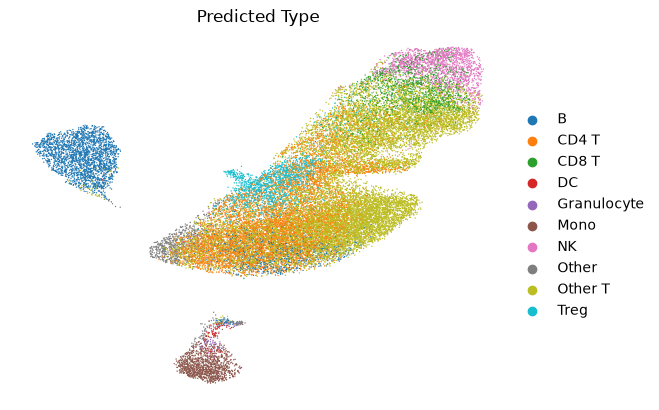 Predicted Type
B
CD4 T
CD8 T
DC
Granulocyte
Mono
NK
Other
Other T
Treg